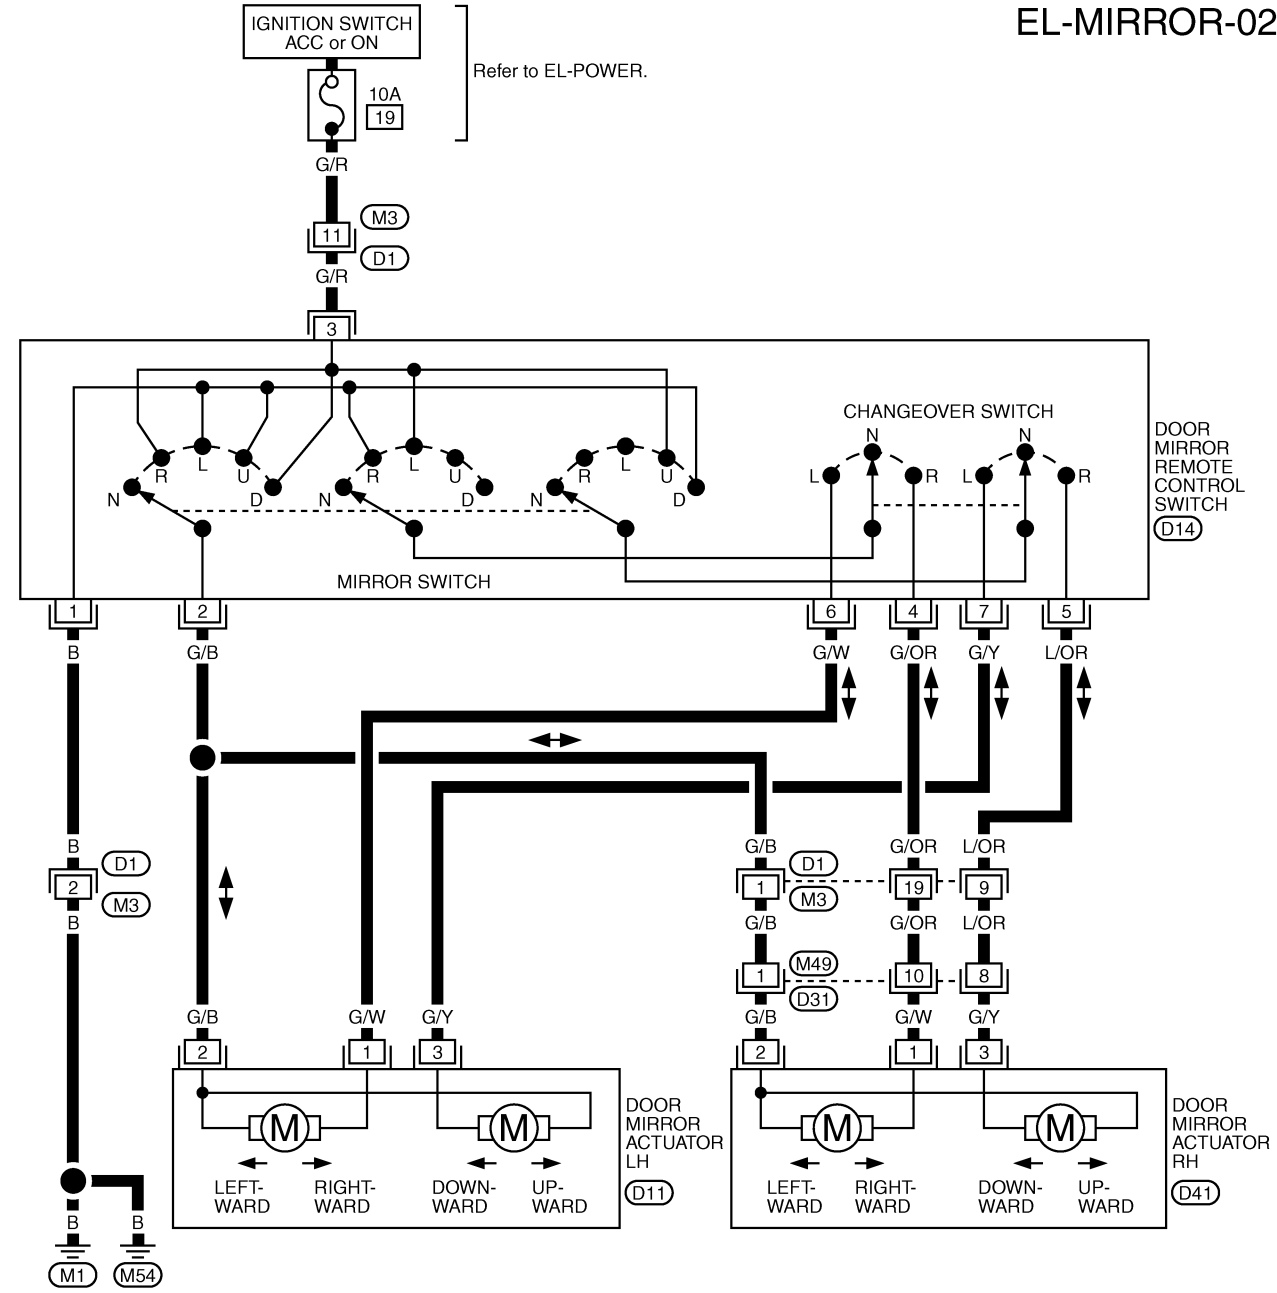 EL-MIRROR-02
IGNITION SWITCH
ACC or ON
Refer to EL-POWER.
10A
19
G/R
M3
11
D1
G/R
3
CHANGEOVER SWITCH
N N
L R L R
R L U D
N
R L U D
N
R L U D
N
MIRROR SWITCH
DOOR
MIRROR
REMOTE
CONTROL
SWITCH
D14
1 2 6 4 7 5
B G/B G/W G/OR G/Y L/OR
B G/B G/OR L/OR
D1 D1
2 1 19 9
M3 M3
B G/B G/OR L/OR
M49
1 10 8
D31
G/B G/W G/Y G/B G/W G/Y
2 1 3 2 1 3
M M M M
LEFT-
WARD
RIGHT-
WARD
DOWN-
WARD
UP-
WARD
DOOR
MIRROR
ACTUATOR
LH
D11
LEFT-
WARD
RIGHT-
WARD
DOWN-
WARD
UP-
WARD
DOOR
MIRROR
ACTUATOR
RH
D41
B B
M1 M54